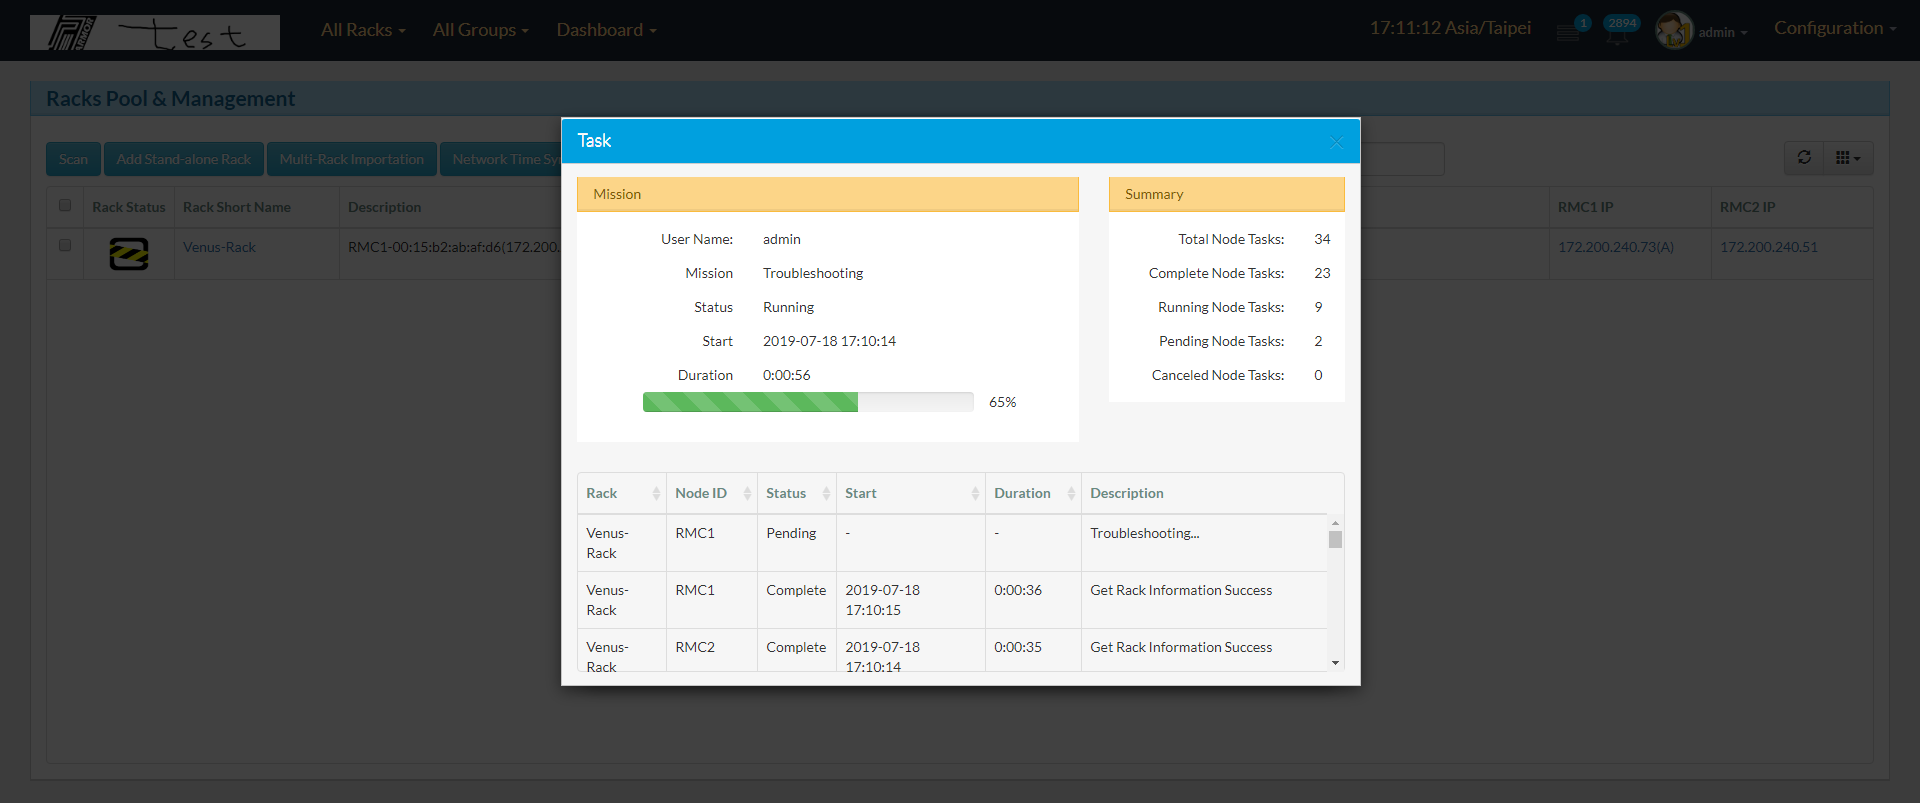 test
All Racks
All Groups
Dashboard
17:11:12 Asia/Taipei
1
2894
admin
Configuration
Racks Pool & Management
Scan
Add Stand-alone Rack
Multi-Rack Importation
Network Time
Rack Status
Rack Short Name
Description
RMC1 IP
RMC2 IP
Venus-Rack
RMC1-00:15:b2:ab:af:d6(172.200.
172.200.240.73(A)
172.200.240.51
Task
Mission
User Name: admin
Mission Troubleshooting
Status Running
Start 2019-07-18 17:10:14
Duration 0:00:56
65%
Summary
Total Node Tasks: 34
Complete Node Tasks: 23
Running Node Tasks: 9
Pending Node Tasks: 2
Canceled Node Tasks: 0
Rack Node ID Status Start Duration Description
Venus-
Rack
RMC1
Pending
-
-
Troubleshooting...
Venus-
Rack
RMC1
Complete
2019-07-18
17:10:15
0:00:36
Get Rack Information Success
Venus-
Rack
RMC2
Complete
2019-07-18
17:10:14
0:00:35
Get Rack Information Success